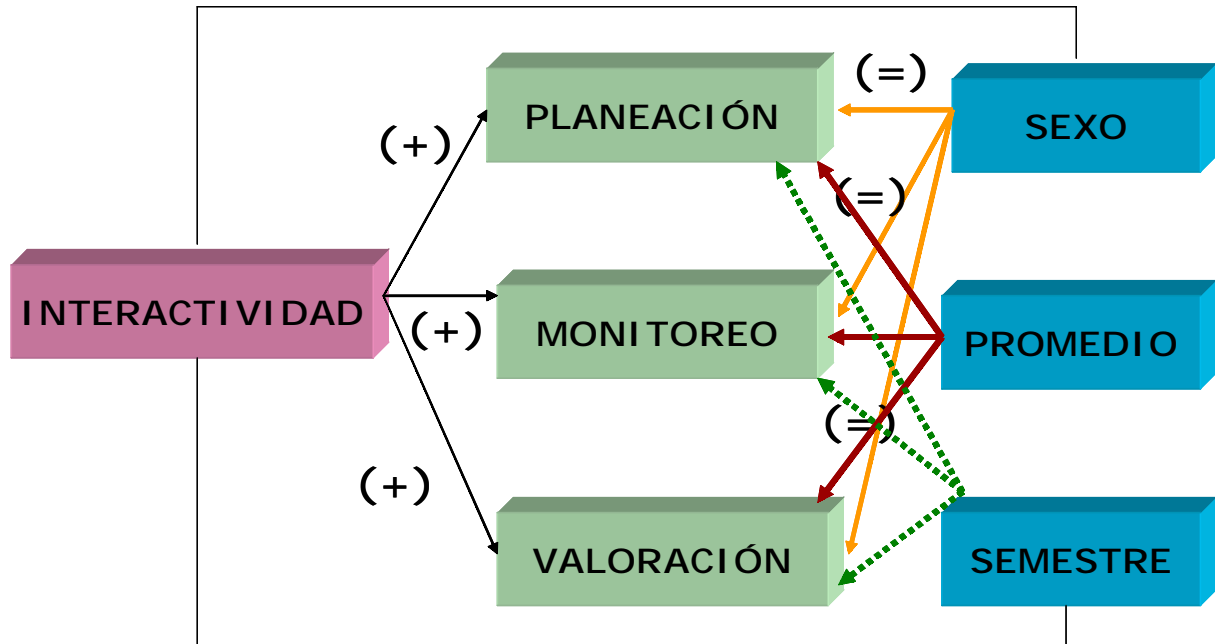 (=)
PLANEACIÓN
SEXO
(+)
(=)
INTERACTIVIDAD
(+)
MONITOREO
PROMEDIO
(=)
(+)
VALORACIÓN
SEMESTRE